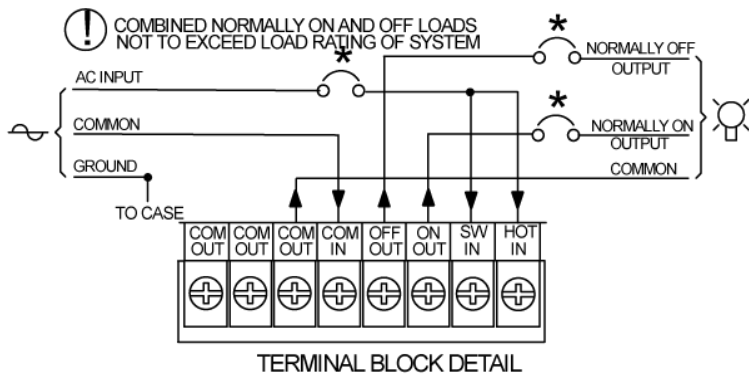 ! COMBINED NORMALLY ON AND OFF LOADS
NOT TO EXCEED LOAD RATING OF SYSTEM
* NORMALLY OFF
OUTPUT
AC INPUT *
COMMON * NORMALLY ON
OUTPUT
GROUND COMMON
TO CASE
COM OUT
COM OUT
COM OUT
COM IN
OFF OUT
ON OUT
SW IN
HOT IN
TERMINAL BLOCK DETAIL